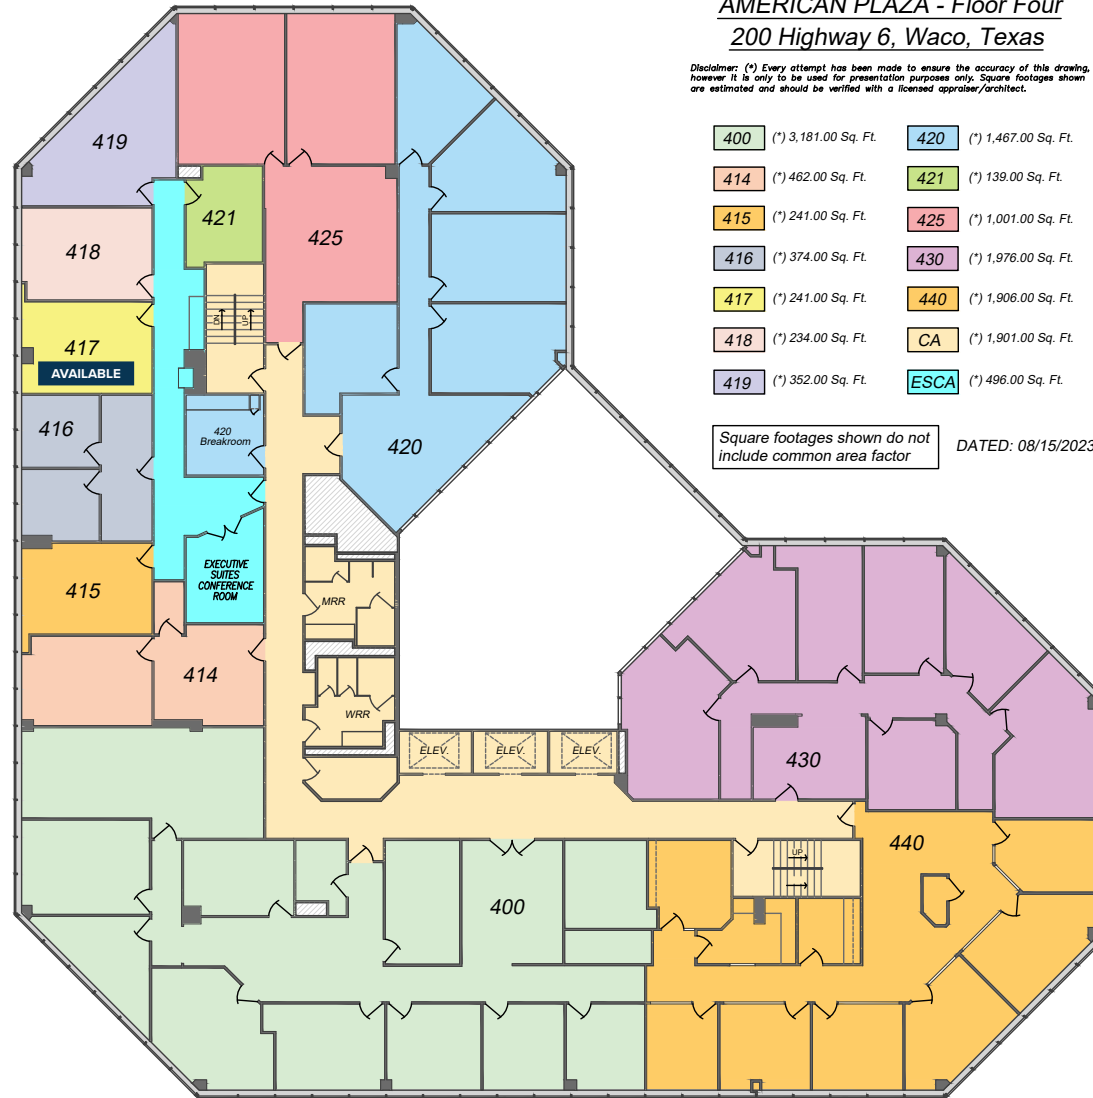 AMERICAN PLAZA - Floor Four
200 Highway 6, Waco, Texas
Disclaimer: (*) Every attempt has been made to ensure the accuracy of this drawing,
however it is only to be used for presentation purposes only. Square footages shown
are estimated and should be verified with a licensed appraiser/architect.
400 (*) 3,181.00 Sq. Ft.
420 (*) 1,467.00 Sq. Ft.
414 (*) 462.00 Sq. Ft.
421 (*) 139.00 Sq. Ft.
415 (*) 241.00 Sq. Ft.
425 (*) 1,001.00 Sq. Ft.
416 (*) 374.00 Sq. Ft.
430 (*) 1,976.00 Sq. Ft.
417 (*) 241.00 Sq. Ft.
440 (*) 1,906.00 Sq. Ft.
418 (*) 234.00 Sq. Ft.
CA (*) 1,901.00 Sq. Ft.
419 (*) 352.00 Sq. Ft.
ESCA (*) 496.00 Sq. Ft.
Square footages shown do not
include common area factor
DATED: 08/15/2023
419
421
425
418
DN
UP
417
AVAILABLE
416
420
Breakroom
420
EXECUTIVE
SUITES
CONFERENCE
ROOM
415
MRR
414
WRR
ELEV.
ELEV.
ELEV.
430
440
UP
400